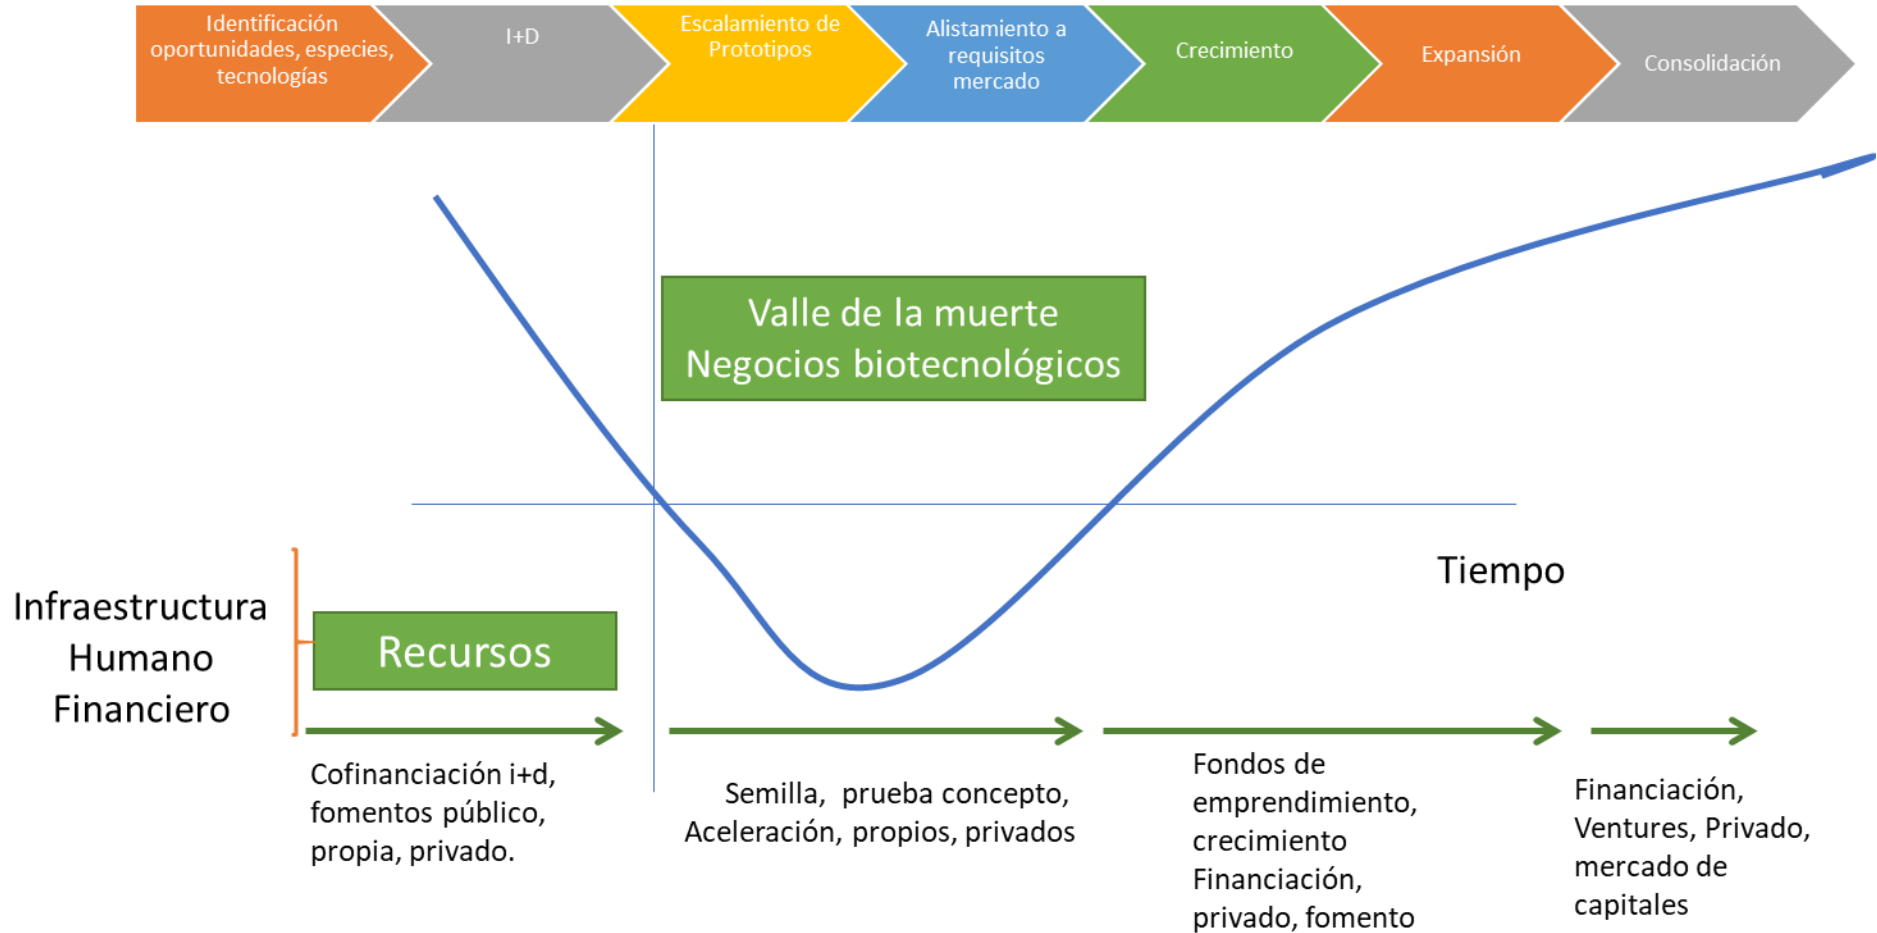 Identificación
oportunidades, especies,
tecnologías
I+D
Escalamiento de
Prototipos
Alistamiento a
requisitos
mercado
Crecimiento
Expansión
Consolidación
Valle de la muerte
Negocios biotecnológicos
Tiempo
Infraestructura
Humano
Financiero
Recursos
Cofinanciación i+d,
fomentos público,
propia, privado.
Semilla, prueba concepto,
Aceleración, propios, privados
Fondos de
emprendimiento,
crecimiento
Financiación,
privado, fomento
Financiación,
Ventures, Privado,
mercado de
capitales